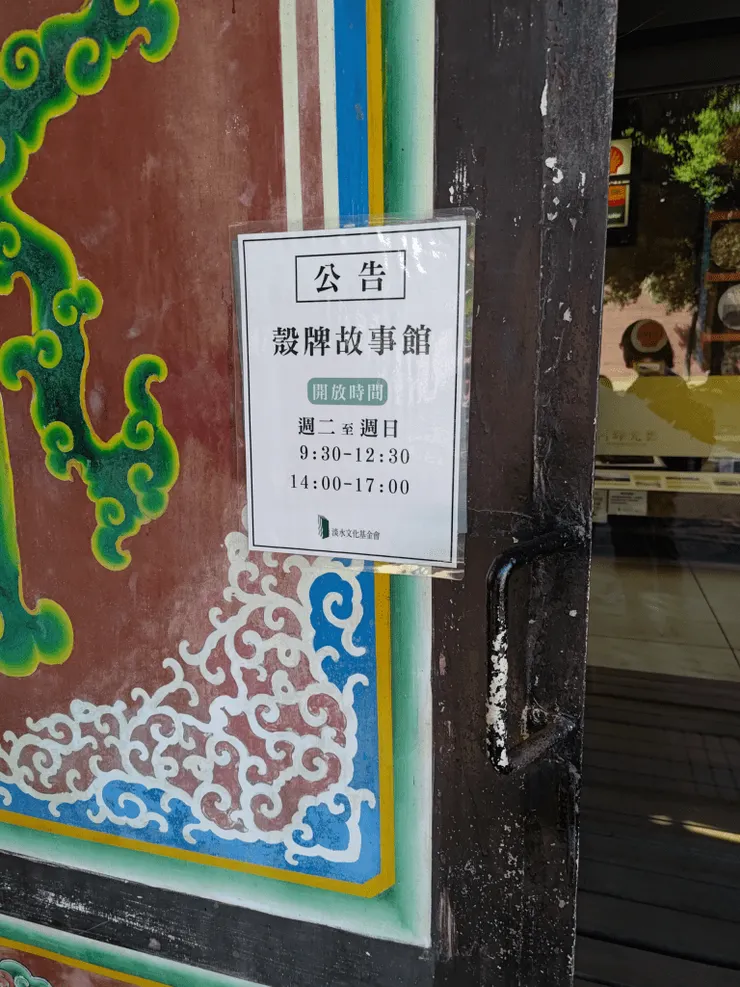 公告
殼牌故事館
開放時間
週二至週日
9:30-12:30
14:00-17:00
淡水文化基金會